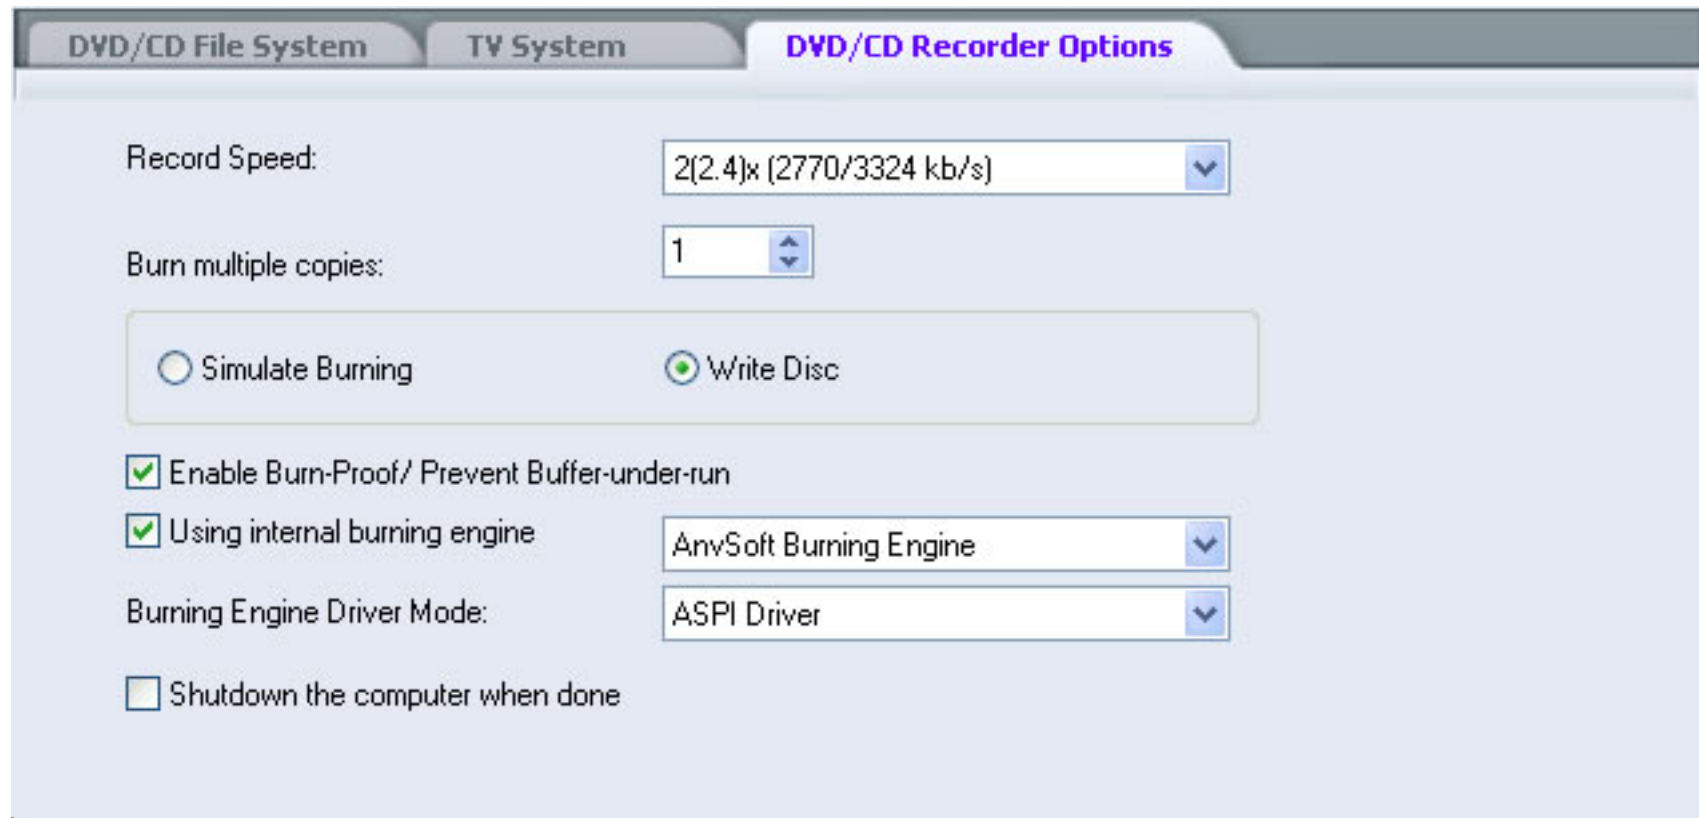 DVD/CD File System TV System DVD/CD Recorder Options
Record Speed: 2(2.4)x (2770/3324 kb/s)
Burn multiple copies: 1
Simulate Burning Write Disc
Enable Burn-Proof/ Prevent Buffer-under-run
Using internal burning engine AnvSoft Burning Engine
Burning Engine Driver Mode: ASPI Driver
Shutdown the computer when done